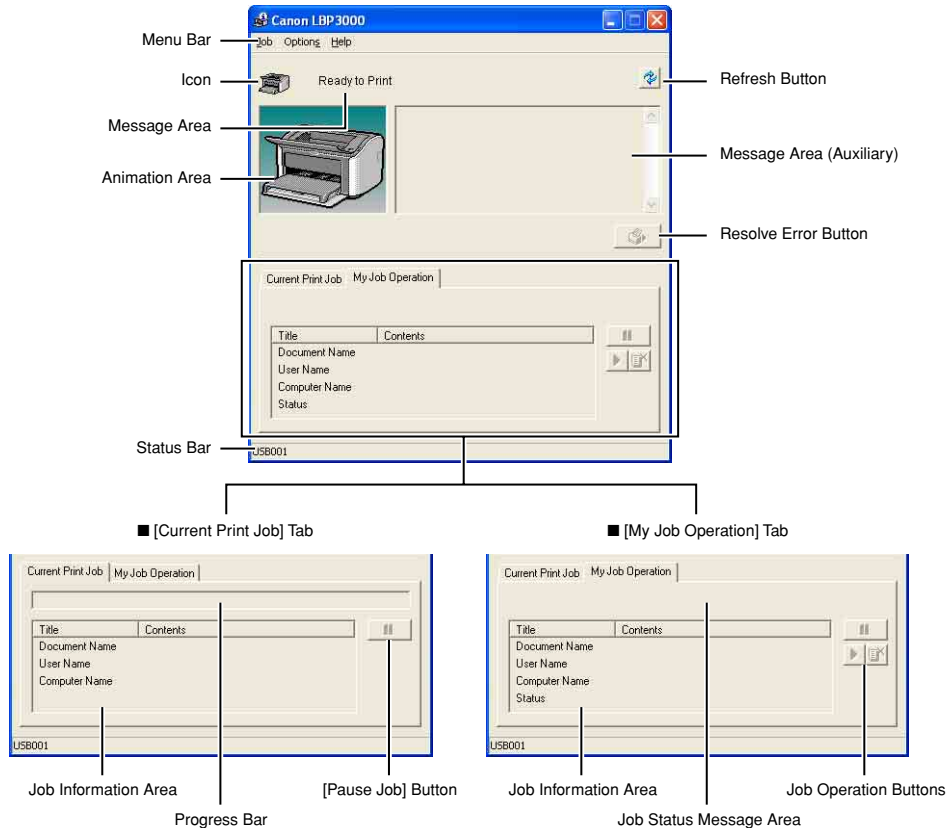 Canon LBP3000
Menu Bar
Job Options Help
Icon
Ready to Print
Refresh Button
Message Area
Message Area (Auxiliary)
Animation Area
Resolve Error Button
Current Print Job My Job Operation
Title Contents
Document Name
User Name
Computer Name
Status
Status Bar
USB001
■ [Current Print Job] Tab
■ [My Job Operation] Tab
Current Print Job My Job Operation
Title Contents
Document Name
User Name
Computer Name
USB001
Job Information Area
[Pause Job] Button
Progress Bar
Current Print Job My Job Operation
Title Contents
Document Name
User Name
Computer Name
Status
USB001
Job Information Area
Job Operation Buttons
Job Status Message Area